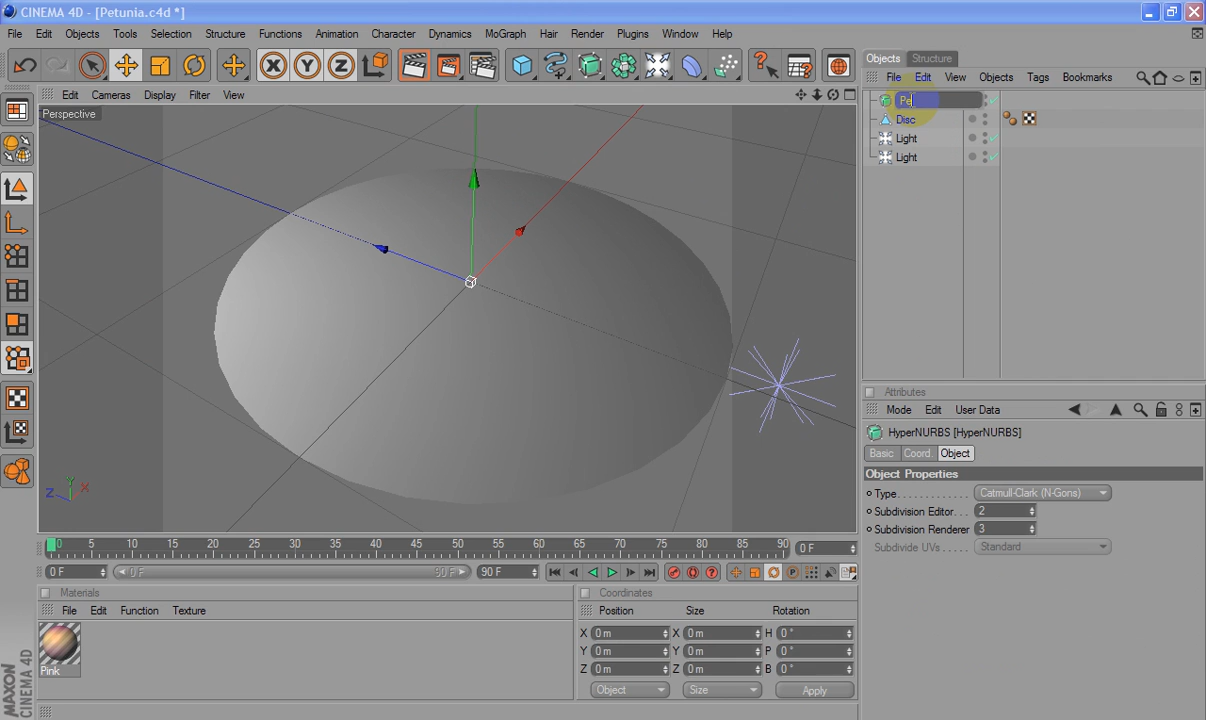 CINEMA 4D - [Petunia.c4d *]
File Edit Objects Tools Selection Structure Functions Animation Character Dynamics MoGraph Hair Render Plugins Window Help
Objects Structure
File Edit View Objects Tags Bookmarks
Edit Cameras Display Filter View
Perspective
Pe
Disc
Light
Light
Y
X
Z
Attributes
Mode Edit User Data
HyperNURBS [HyperNURBS]
Basic Coord. Object
Object Properties
Type. . . . . . . . . . . . . Catmull-Clark (N-Gons)
Subdivision Editor. . . 2
Subdivision Renderer 3
Subdivide UVs . . . . . Standard
0 5 10 15 20 25 30 35 40 45 50 55 60 65 70 75 80 85 90 0 F
0 F 0 F 90 F 90 F
Materials
File Edit Function Texture
Pink
Coordinates
Position Size Rotation
X 0 m X 0 m H 0 °
Y 0 m Y 0 m P 0 °
Z 0 m Z 0 m B 0 °
Object Size Apply
MAXON
CINEMA 4D